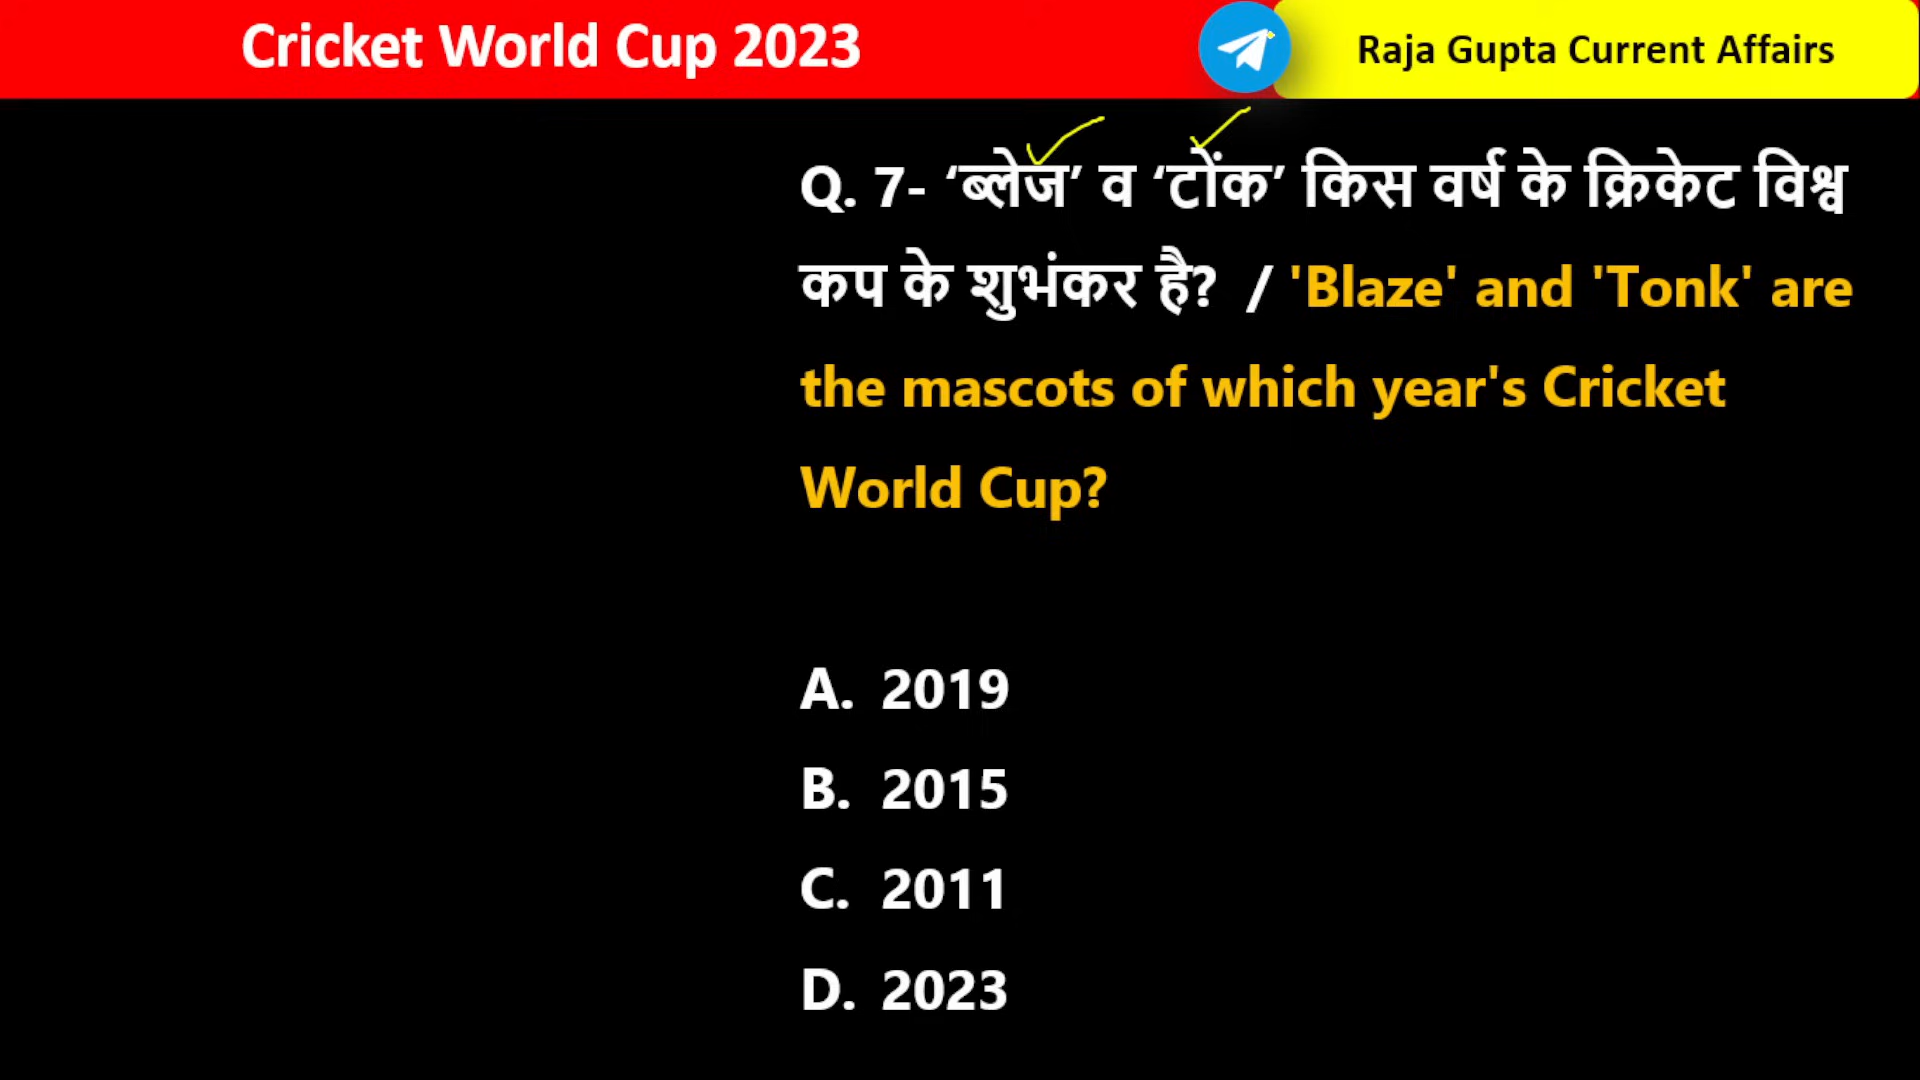 Cricket World Cup 2023
Raja Gupta Current Affairs
Q. 7- ‘ब्लेज’ व ‘टोंक’ किस वर्ष के क्रिकेट विश्व
कप के शुभंकर है? / 'Blaze' and 'Tonk' are
the mascots of which year's Cricket
World Cup?
A. 2019
B. 2015
C. 2011
D. 2023